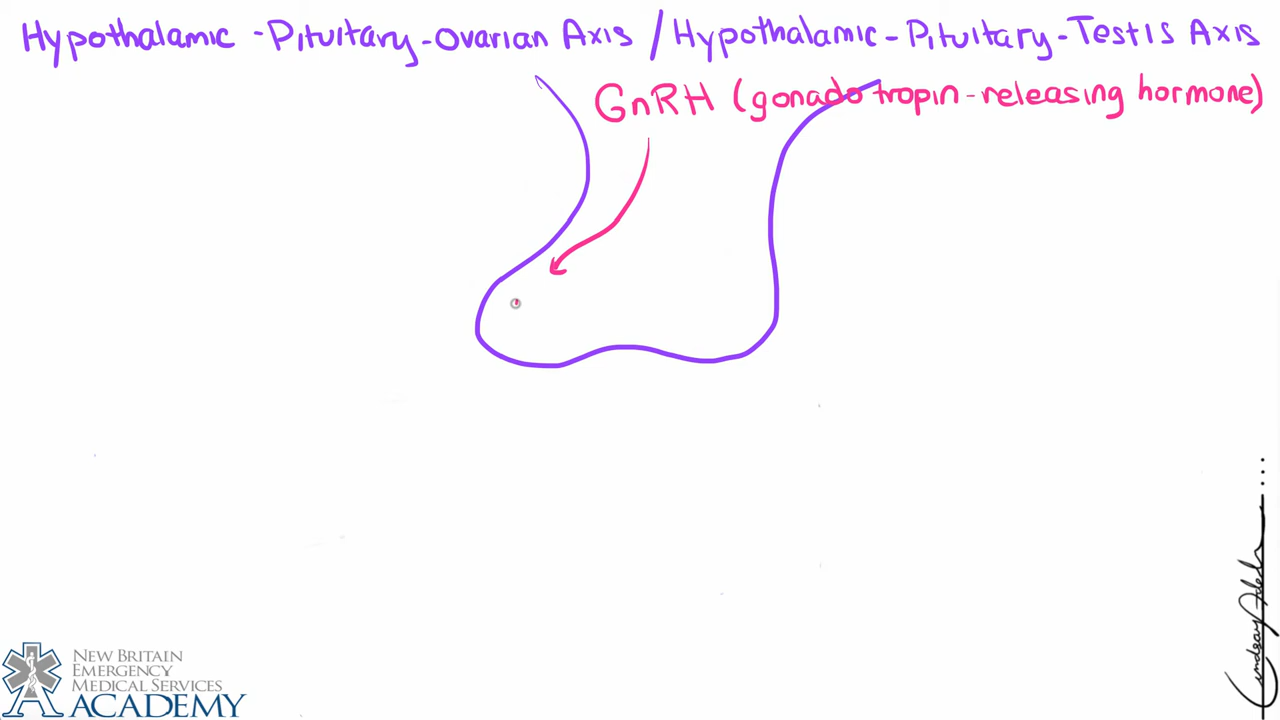 Hypothalamic - Pituitary - Ovarian Axis / Hypothalamic - Pituitary - Testis Axis
GnRH (gonadotropin - releasing hormone)
NEW BRITAIN
EMERGENCY
MEDICAL SERVICES
ACADEMY